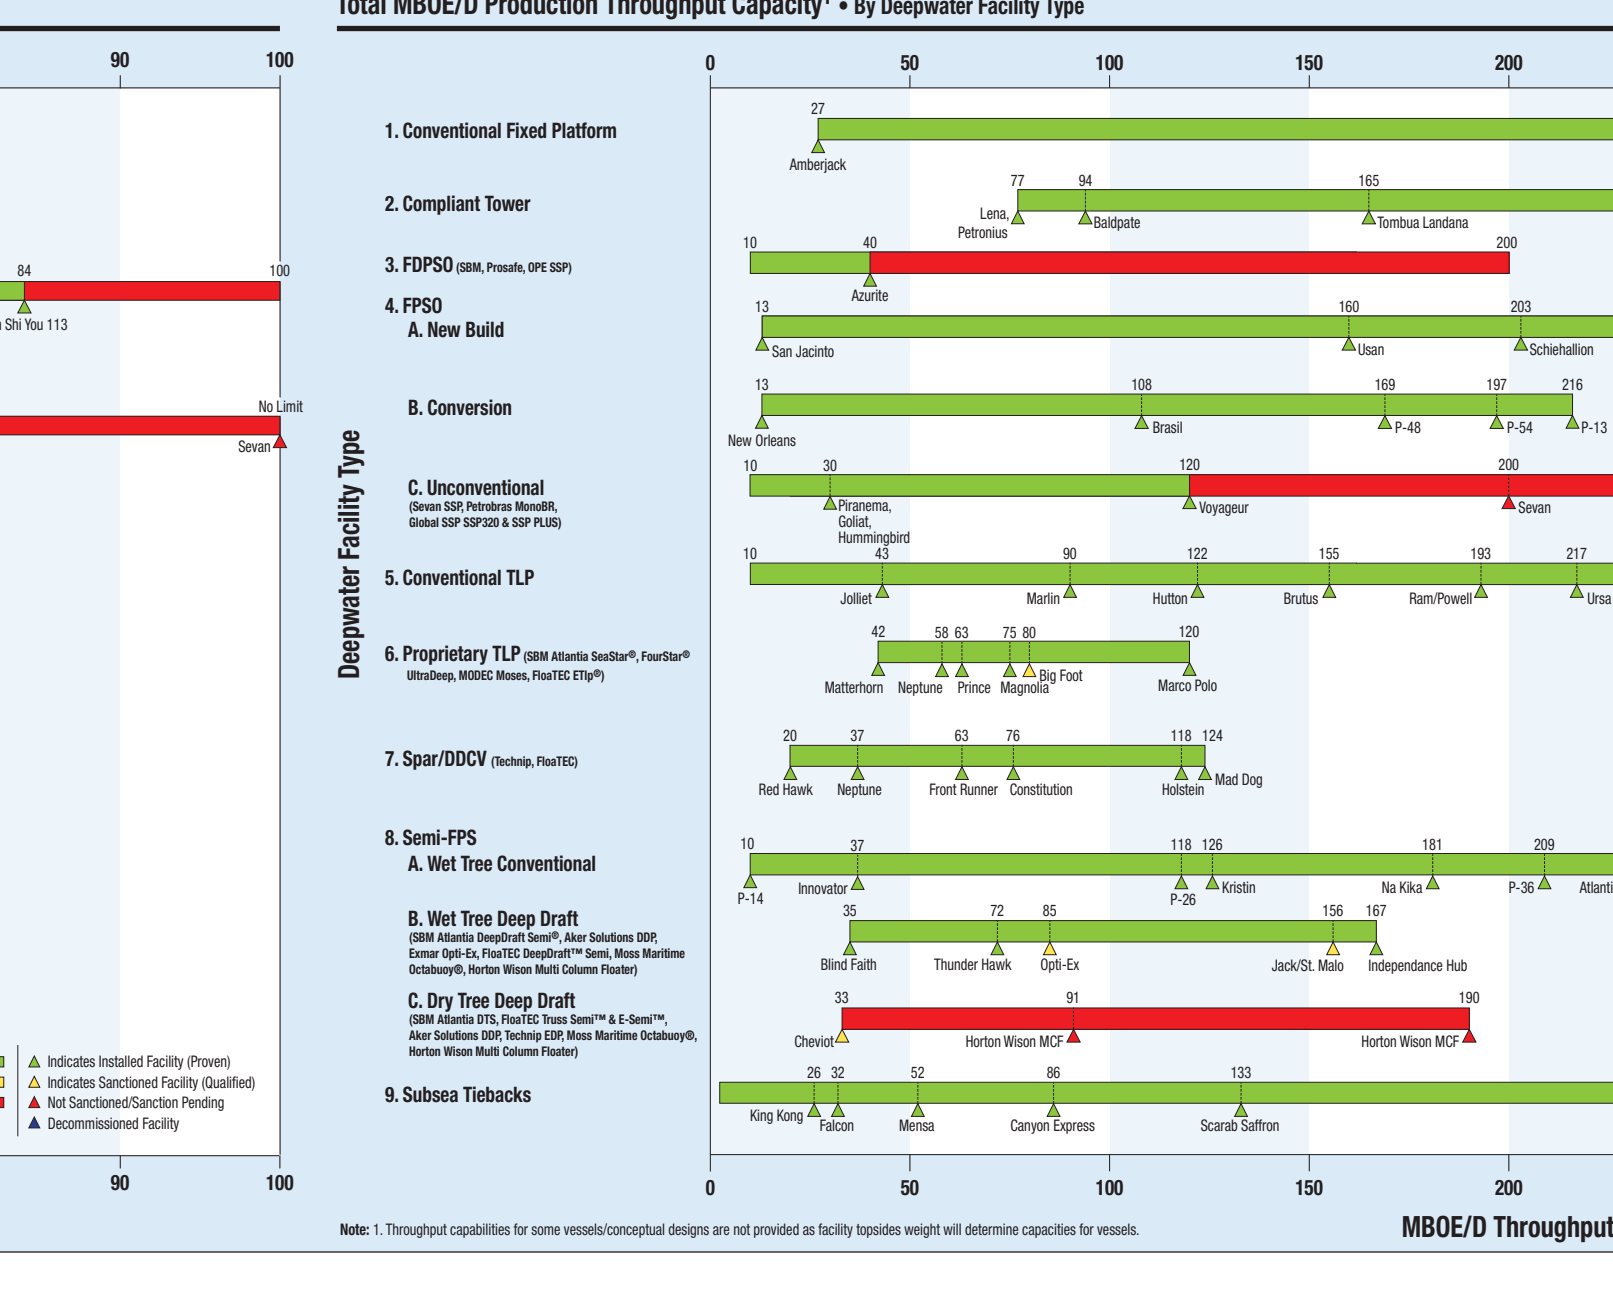 Total MBOE/D Production Throughput Capacity¹ • By Deepwater Facility Type
90
100
84
100
Shi You 113
No Limit
Sevan
Indicates Installed Facility (Proven)
Indicates Sanctioned Facility (Qualified)
Not Sanctioned/Sanction Pending
Decommissioned Facility
90
100
Deepwater Facility Type
0
50
100
150
200
1. Conventional Fixed Platform
27
Amberjack
2. Compliant Tower
77
94
165
Lena,
Petronius
Baldpate
Tombua Landana
3. FDPSO (SBM, Prosafe, OPE SSP)
10
40
200
Azurite
4. FPSO
A. New Build
13
160
203
San Jacinto
Usan
Schiehallion
B. Conversion
13
108
169
197
216
New Orleans
Brasil
P-48
P-54
P-13
C. Unconventional
(Sevan SSP, Petrobras MonoBR,
Global SSP SSP320 & SSP PLUS)
10
30
120
200
Piranema,
Goliat,
Hummingbird
Voyageur
Sevan
5. Conventional TLP
10
43
90
122
155
193
217
Jolliet
Marlin
Hutton
Brutus
Ram/Powell
Ursa
6. Proprietary TLP (SBM Atlantia SeaStar®, FourStar®
UltraDeep, MODEC Moses, FloaTEC ETlp®)
42
58
63
75
80
120
Matterhorn
Neptune
Prince
Magnolia
Big Foot
Marco Polo
7. Spar/DDCV (Technip, FloaTEC)
20
37
63
76
118
124
Red Hawk
Neptune
Front Runner
Constitution
Holstein
Mad Dog
8. Semi-FPS
A. Wet Tree Conventional
10
37
118
126
181
209
P-14
Innovator
P-26
Kristin
Na Kika
P-36
Atlanti
B. Wet Tree Deep Draft
(SBM Atlantia DeepDraft Semi®, Aker Solutions DDP,
Exmar Opti-Ex, FloaTEC DeepDraft™ Semi, Moss Maritime
Octabuoy®, Horton Wison Multi Column Floater)
35
72
85
156
167
Blind Faith
Thunder Hawk
Opti-Ex
Jack/St. Malo
Independance Hub
C. Dry Tree Deep Draft
(SBM Atlantia DTS, FloaTEC Truss Semi™ & E-Semi™,
Aker Solutions DDP, Technip EDP, Moss Maritime Octabuoy®,
Horton Wison Multi Column Floater)
33
91
190
Cheviot
Horton Wison MCF
Horton Wison MCF
9. Subsea Tiebacks
26
32
52
86
133
King Kong
Falcon
Mensa
Canyon Express
Scarab Saffron
0
50
100
150
200
Note: 1. Throughput capabilities for some vessels/conceptual designs are not provided as facility topsides weight will determine capacities for vessels.
MBOE/D Throughput